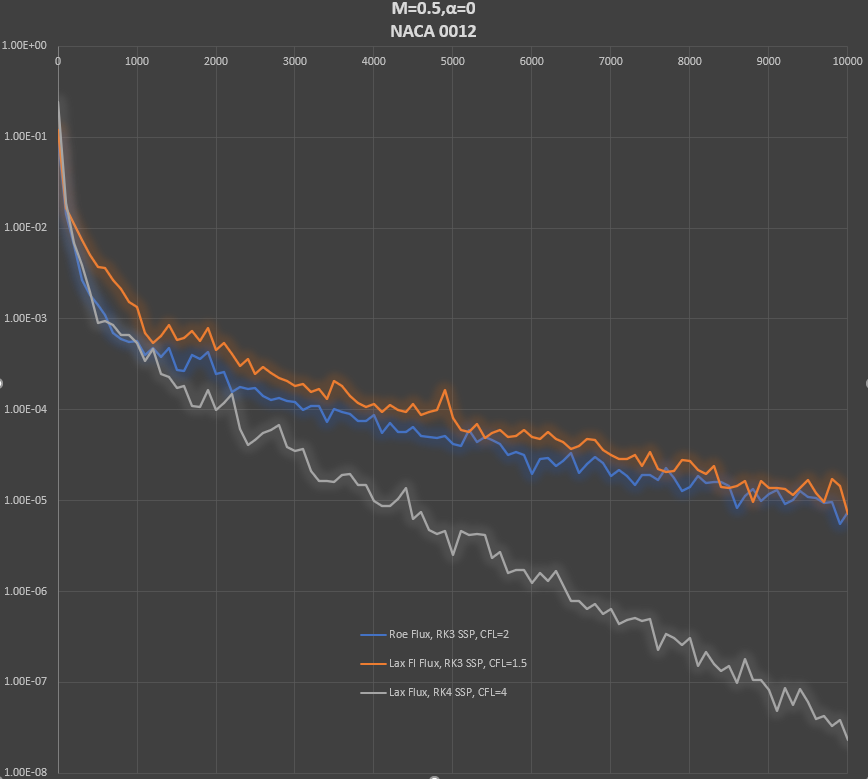 M=0.5,α=0
NACA 0012
1.00E+00
0 1000 2000 3000 4000 5000 6000 7000 8000 9000 10000
1.00E-01
1.00E-02
1.00E-03
1.00E-04
1.00E-05
1.00E-06
Roe Flux, RK3 SSP, CFL=2
Lax Fl Flux, RK3 SSP, CFL=1.5
1.00E-07
Lax Flux, RK4 SSP, CFL=4
1.00E-08